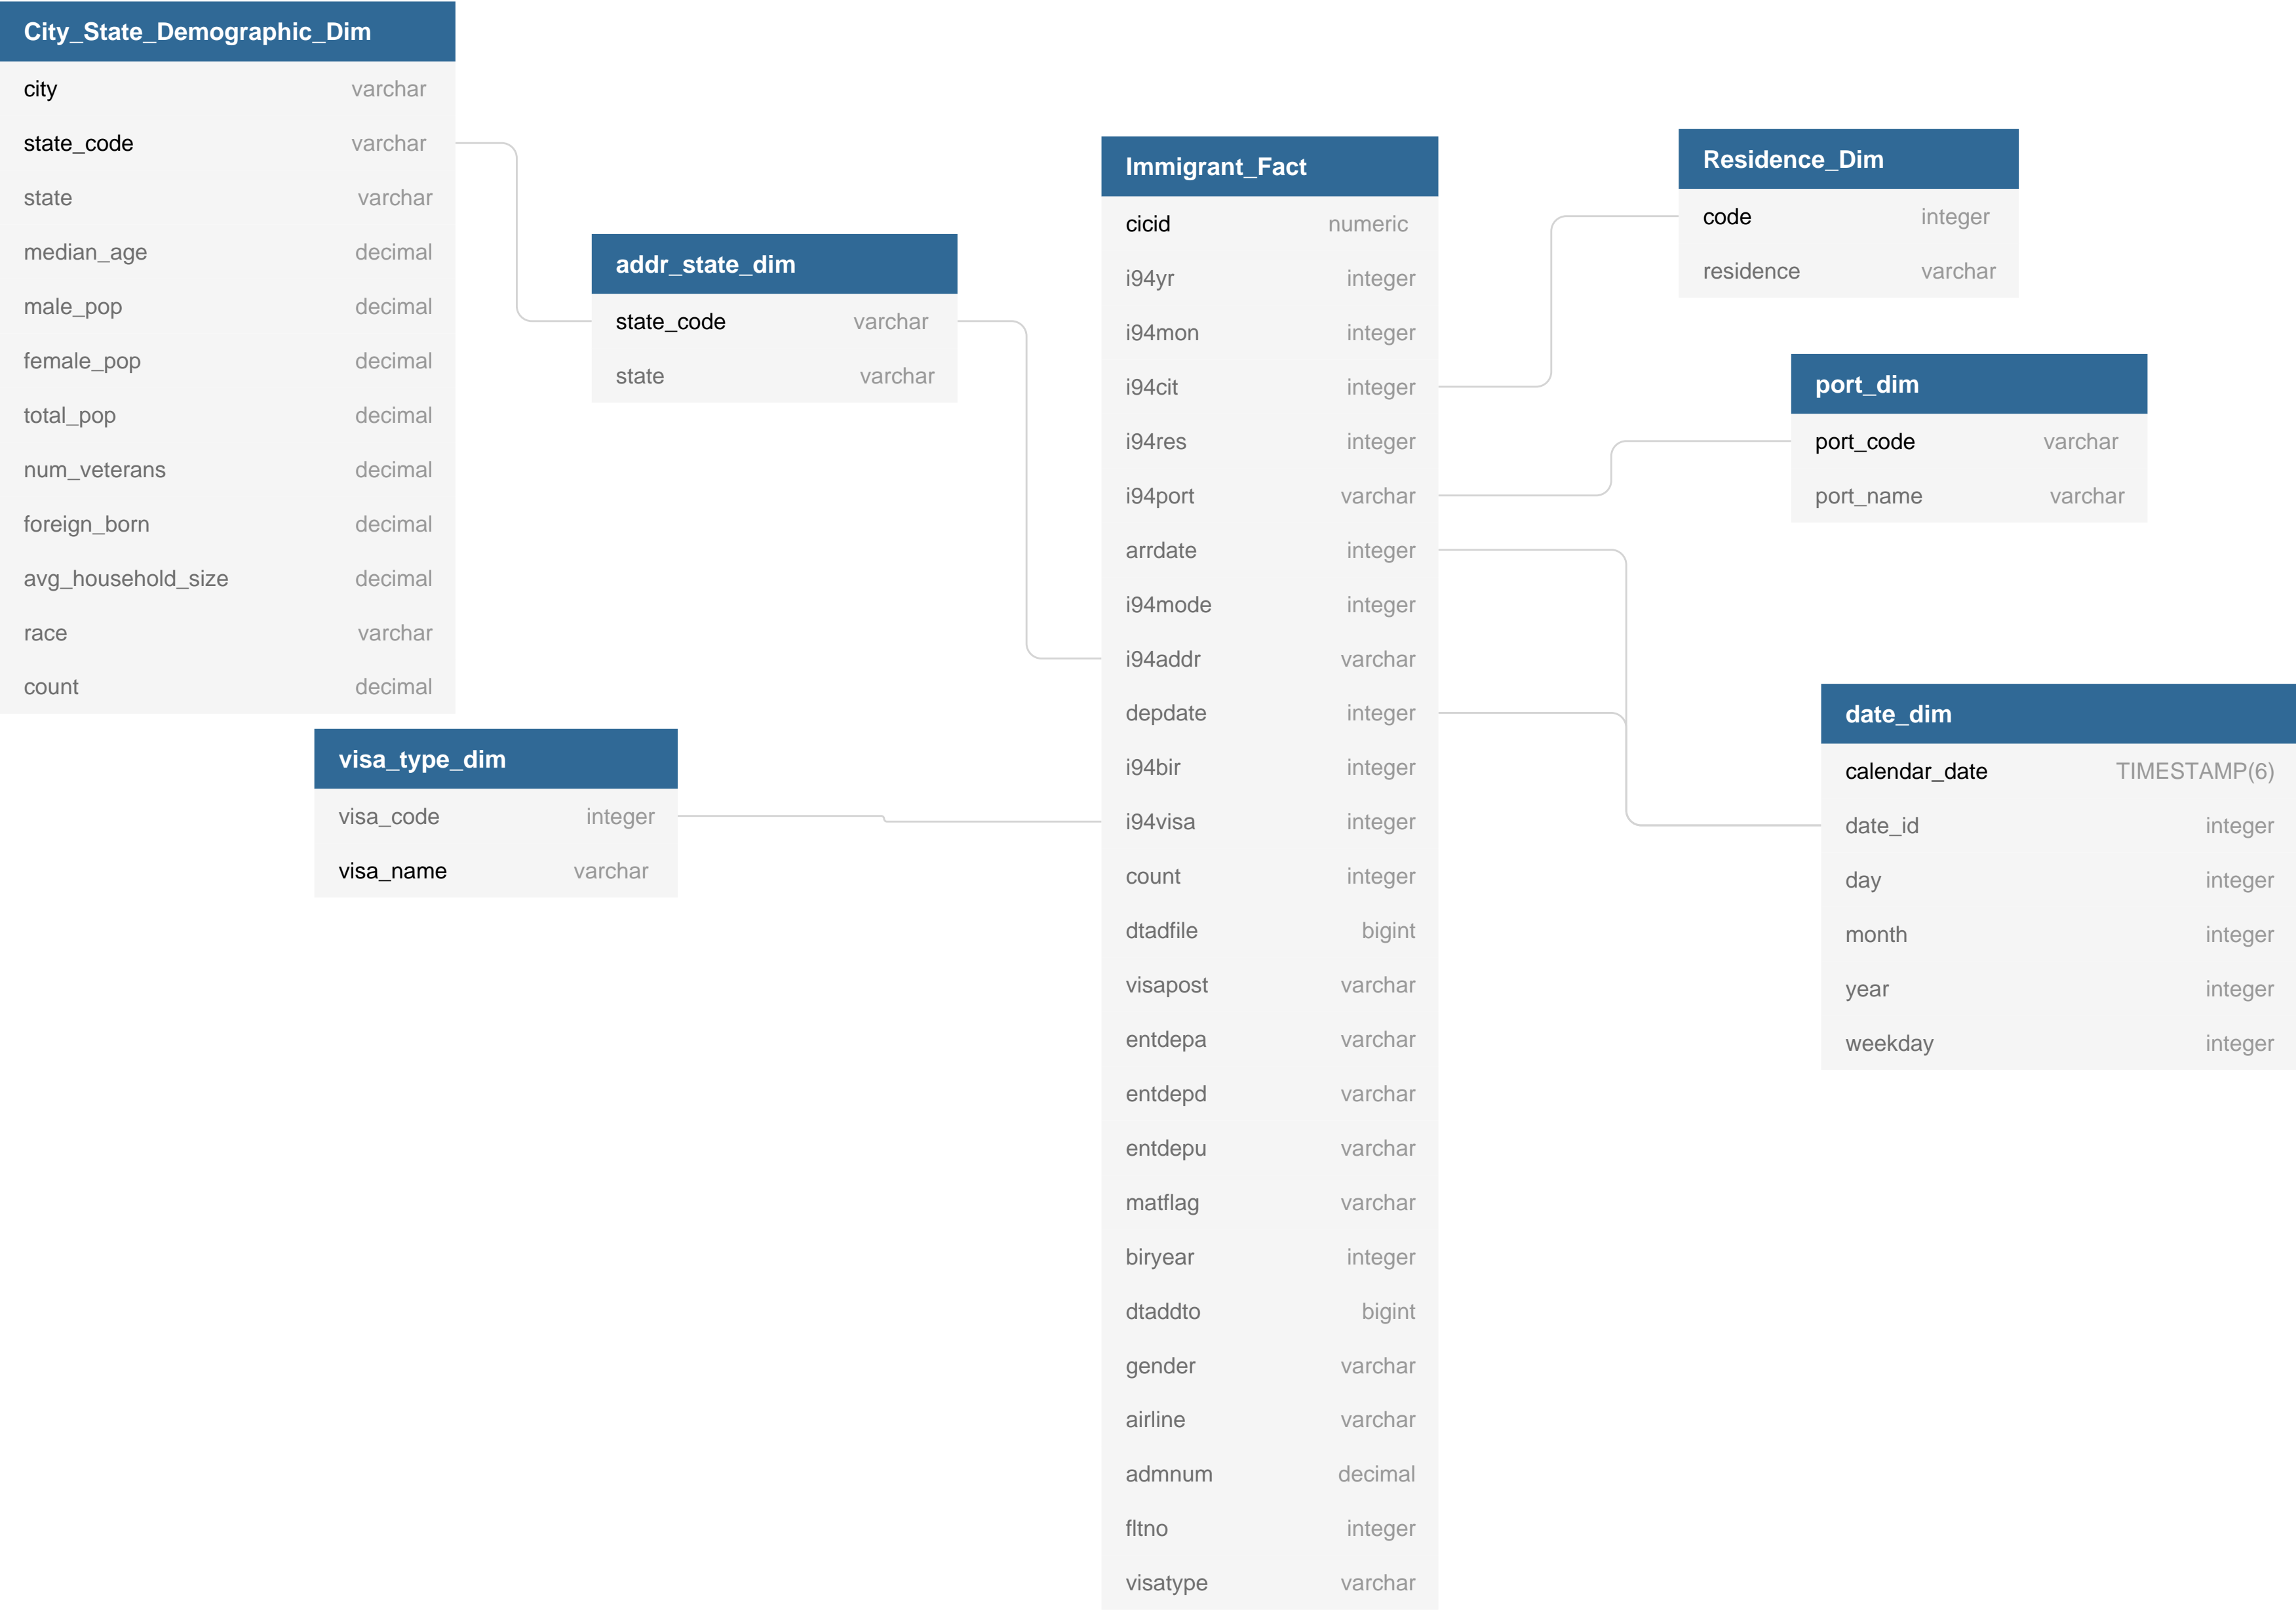 City_State_Demographic_Dim
city varchar
state_code varchar
state varchar
median_age decimal
male_pop decimal
female_pop decimal
total_pop decimal
num_veterans decimal
foreign_born decimal
avg_household_size decimal
race varchar
count decimal
addr_state_dim
state_code varchar
state varchar
visa_type_dim
visa_code integer
visa_name varchar
Immigrant_Fact
cicid numeric
i94yr integer
i94mon integer
i94cit integer
i94res integer
i94port varchar
arrdate integer
i94mode integer
i94addr varchar
depdate integer
i94bir integer
i94visa integer
count integer
dtadfile bigint
visapost varchar
entdepa varchar
entdepd varchar
entdepu varchar
matflag varchar
biryear integer
dtaddto bigint
gender varchar
airline varchar
admnum decimal
fltno integer
visatype varchar
Residence_Dim
code integer
residence varchar
port_dim
port_code varchar
port_name varchar
date_dim
calendar_date TIMESTAMP(6)
date_id integer
day integer
month integer
year integer
weekday integer